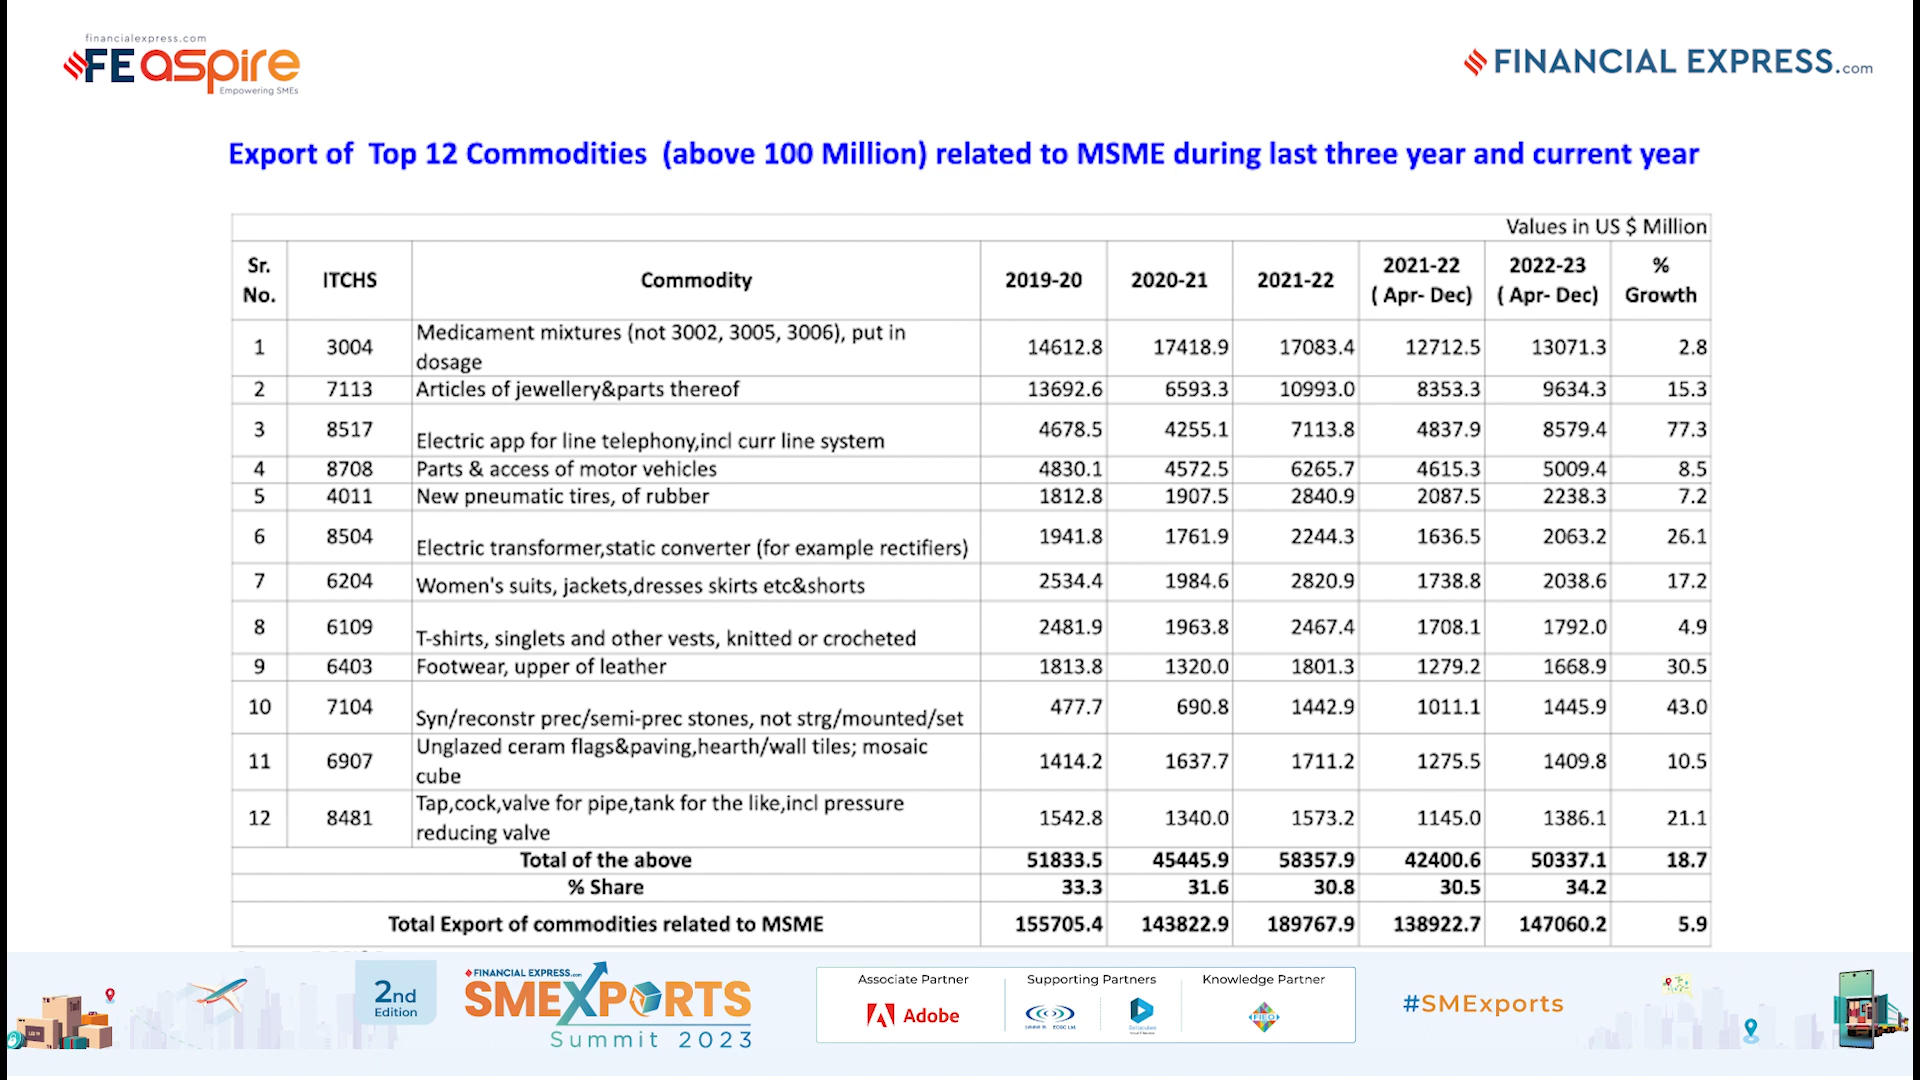 financialexpress.com
FE aspire
Empowering SMEs
FINANCIAL EXPRESS.com
Export of Top 12 Commodities (above 100 Million) related to MSME during last three year and current year
Values in US $ Million
Sr. No. ITCHS Commodity 2019-20 2020-21 2021-22 2021-22 ( Apr- Dec) 2022-23 ( Apr- Dec) % Growth
1 3004 Medicament mixtures (not 3002, 3005, 3006), put in dosage 14612.8 17418.9 17083.4 12712.5 13071.3 2.8
2 7113 Articles of jewellery&parts thereof 13692.6 6593.3 10993.0 8353.3 9634.3 15.3
3 8517 Electric app for line telephony,incl curr line system 4678.5 4255.1 7113.8 4837.9 8579.4 77.3
4 8708 Parts & access of motor vehicles 4830.1 4572.5 6265.7 4615.3 5009.4 8.5
5 4011 New pneumatic tires, of rubber 1812.8 1907.5 2840.9 2087.5 2238.3 7.2
6 8504 Electric transformer,static converter (for example rectifiers) 1941.8 1761.9 2244.3 1636.5 2063.2 26.1
7 6204 Women's suits, jackets,dresses skirts etc&shorts 2534.4 1984.6 2820.9 1738.8 2038.6 17.2
8 6109 T-shirts, singlets and other vests, knitted or crocheted 2481.9 1963.8 2467.4 1708.1 1792.0 4.9
9 6403 Footwear, upper of leather 1813.8 1320.0 1801.3 1279.2 1668.9 30.5
10 7104 Syn/reconstr prec/semi-prec stones, not strg/mounted/set 477.7 690.8 1442.9 1011.1 1445.9 43.0
11 6907 Unglazed ceram flags&paving,hearth/wall tiles; mosaic cube 1414.2 1637.7 1711.2 1275.5 1409.8 10.5
12 8481 Tap,cock,valve for pipe,tank for the like,incl pressure reducing valve 1542.8 1340.0 1573.2 1145.0 1386.1 21.1
Total of the above 51833.5 45445.9 58357.9 42400.6 50337.1 18.7
% Share 33.3 31.6 30.8 30.5 34.2
Total Export of commodities related to MSME 155705.4 143822.9 189767.9 138922.7 147060.2 5.9
2nd Edition
FINANCIAL EXPRESS.com
SMEXPORTS
Summit 2023
Associate Partner
Adobe
Supporting Partners
ECGC Ltd.
Knowledge Partner
FIEO
#SMExports